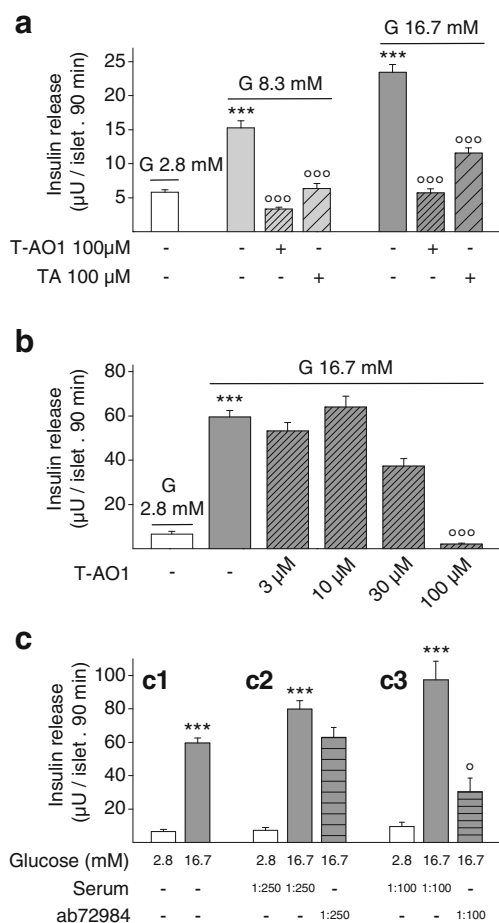 a
G 16.7 mM
25
***
G 8.3 mM
20
***
°°°
15
G 2.8 mM
°°°
°°°
°°°
10
5
Insulin release
(µU / islet . 90 min)
T-AO1 100µM - - + - - + -
TA 100 µM - - - + - - +
b
80
G 16.7 mM
***
60
40
G
2.8 mM
20
°°°
Insulin release
(µU / islet . 90 min)
T-AO1 - - 3 µM 10 µM 30 µM 100 µM
c
c1 c2 c3
***
100
***
80
***
60
°
40
20
Insulin release
(µU / islet . 90 min)
Glucose (mM) 2.8 16.7 2.8 16.7 16.7 2.8 16.7 16.7
Serum - - 1:250 1:250 - 1:100 1:100 -
ab72984 - - - - 1:250 - - 1:100